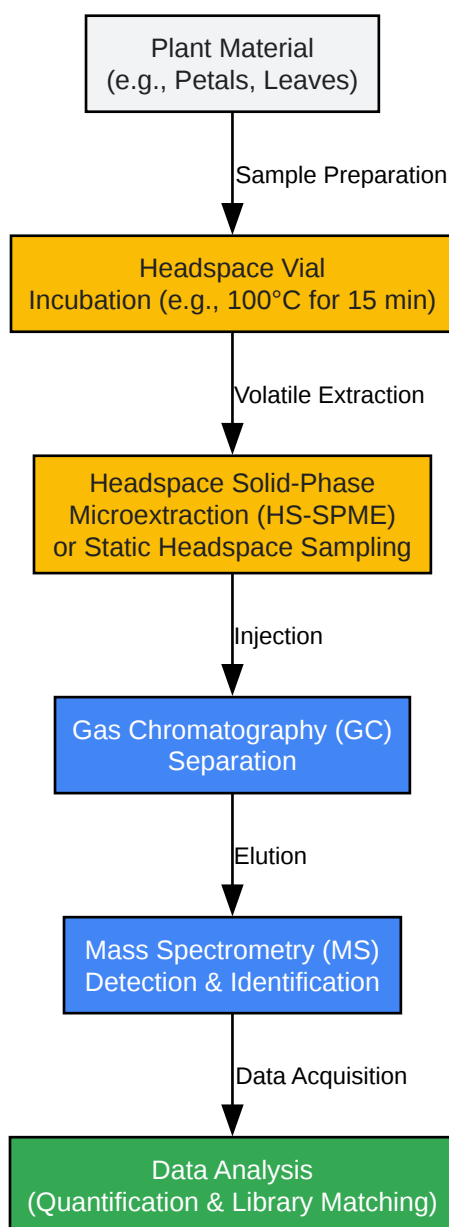 Plant Material
(e.g., Petals, Leaves)
Sample Preparation
Headspace Vial
Incubation (e.g., 100°C for 15 min)
Volatile Extraction
Headspace Solid-Phase
Microextraction (HS-SPME)
or Static Headspace Sampling
Injection
Gas Chromatography (GC)
Separation
Elution
Mass Spectrometry (MS)
Detection & Identification
Data Acquisition
Data Analysis
(Quantification & Library Matching)